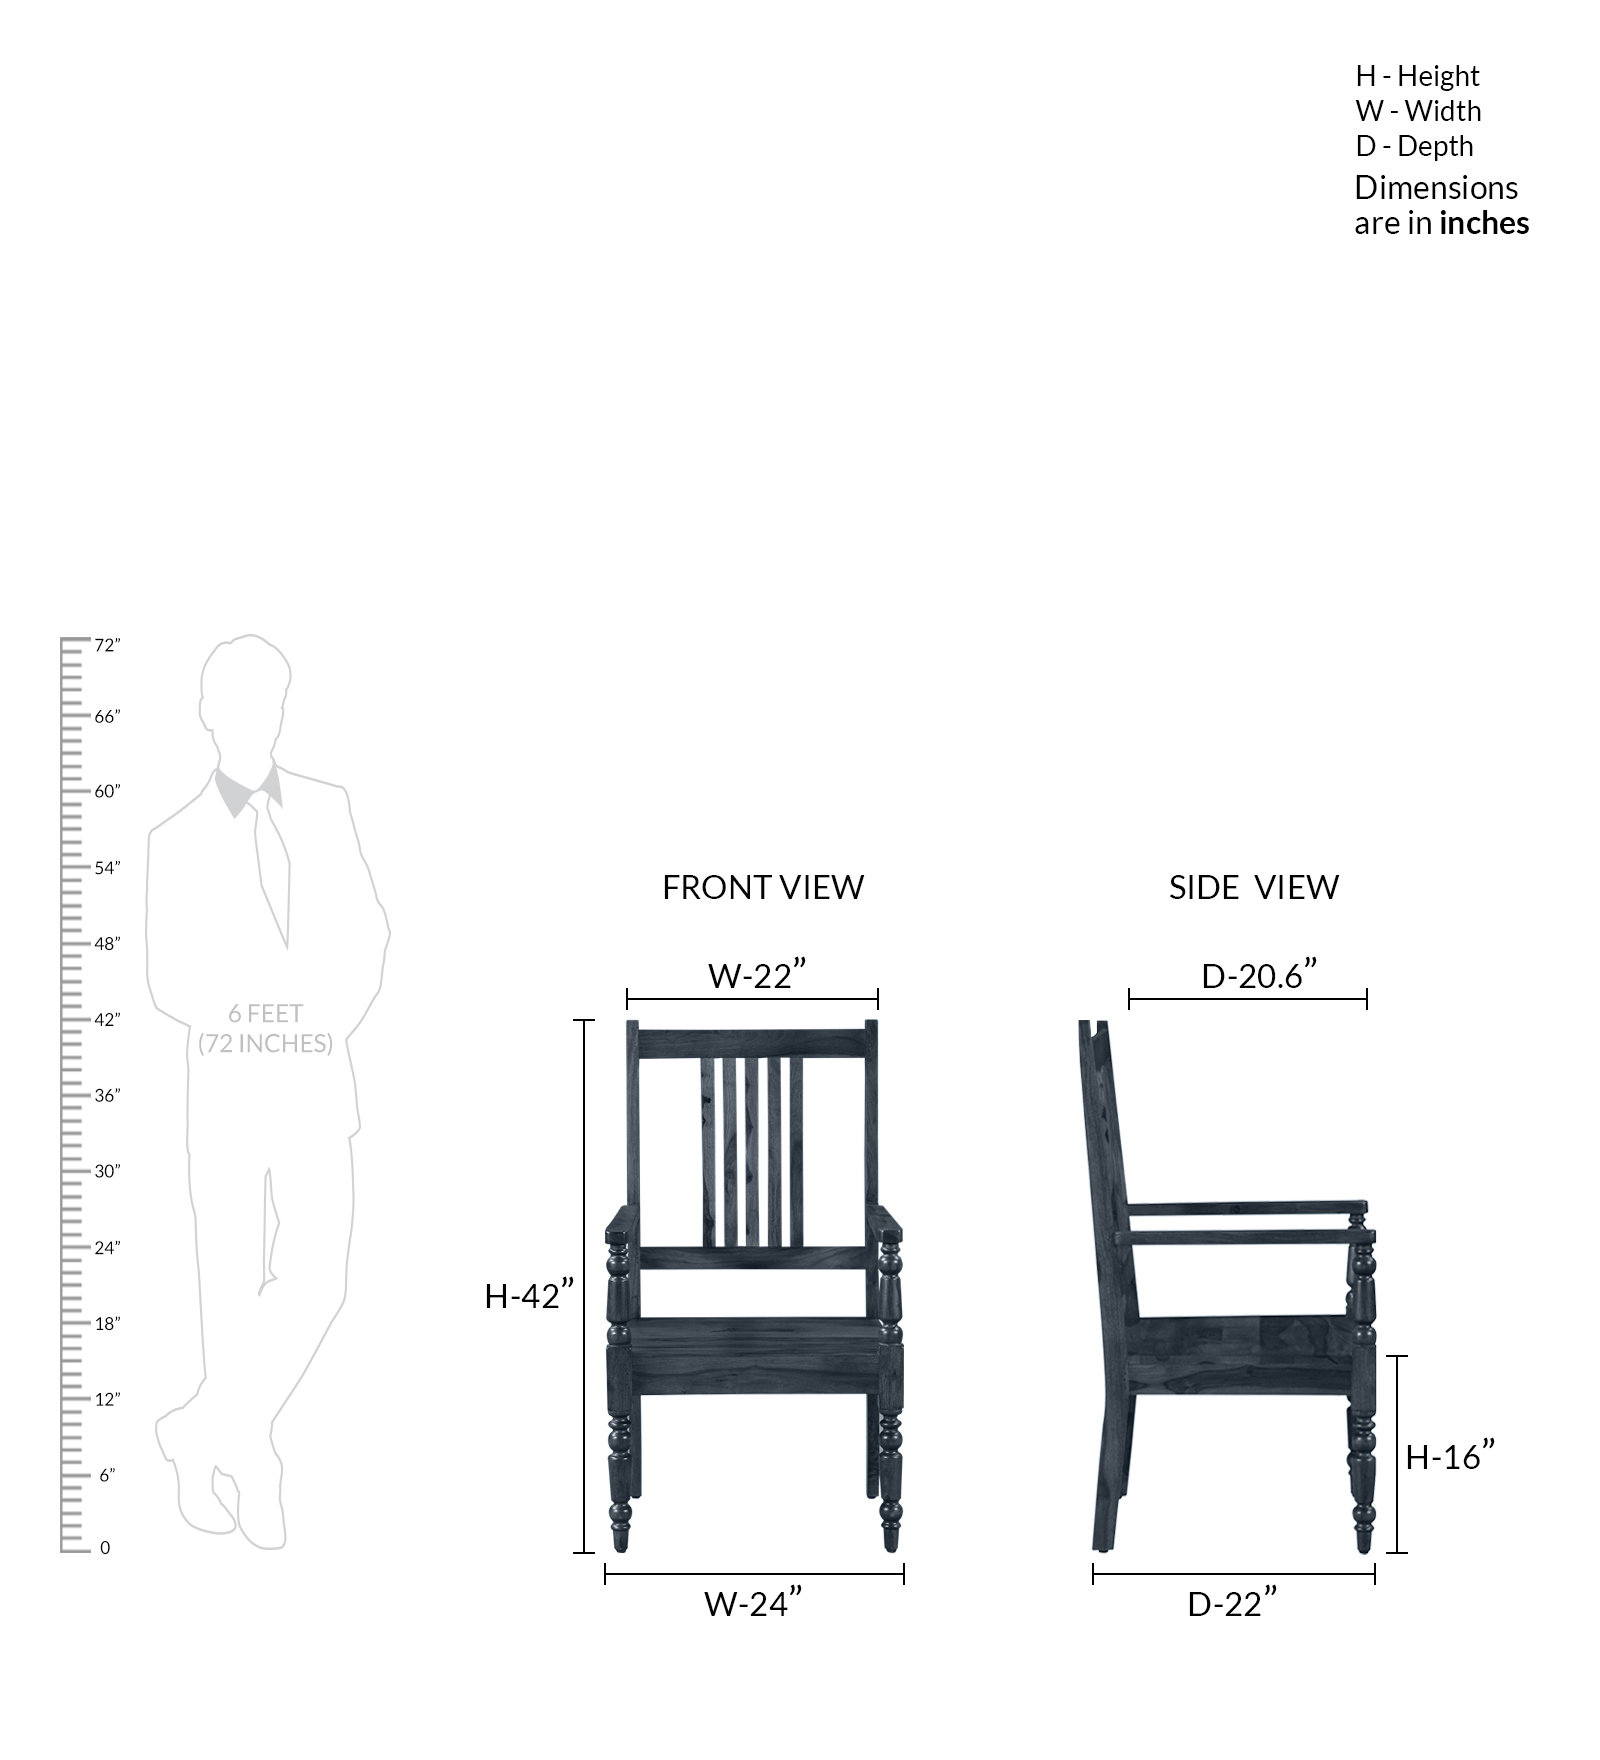 H - Height
W - Width
D - Depth
Dimensions
are in inches
72”
66”
60”
54”
48”
42”
36”
30”
24”
18”
12”
6”
0
6 FEET
(72 INCHES)
FRONT VIEW
W-22”
H-42”
W-24”
SIDE VIEW
D-20.6”
H-16”
D-22”